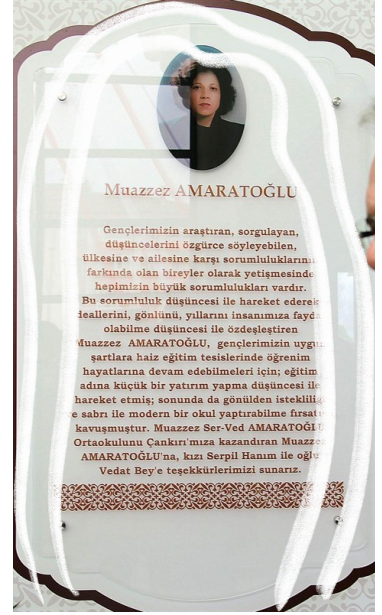 Muazzez AMARATOĞLU
Gençlerimizin araştıran, sorgulayan,
düşüncelerini özgürce söyleyebilen,
ülkesine ve ailesine karşı sorumluluklarını
farkında olan bireyler olarak yetişmesinde
hepimizin büyük sorumlulukları vardır.
Bu sorumluluk düşüncesi ile hareket ederek
deallerini, gönlünü, yıllarını insanımıza fayda
olabilme düşüncesi ile özdeşleştiren
Muazzez AMARATOĞLU, gençlerimizin uygun
şartlara haiz eğitim tesislerinde öğrenim
hayatlarına devam edebilmeleri için; eğitim
adına küçük bir yatırım yapma düşüncesi ile
hareket etmiş; sonunda da gönülden istekliliği
ve sabrı ile modern bir okul yaptırabilme fırsatı
kavuşmuştur. Muazzez Ser-Ved AMARATOĞLU
Ortaokulunu Çankırı'mıza kazandıran Muazzez
AMARATOĞLU'na, kızı Serpil Hanım ile oğlu
Vedat Bey'e teşekkürlerimizi sunarız.